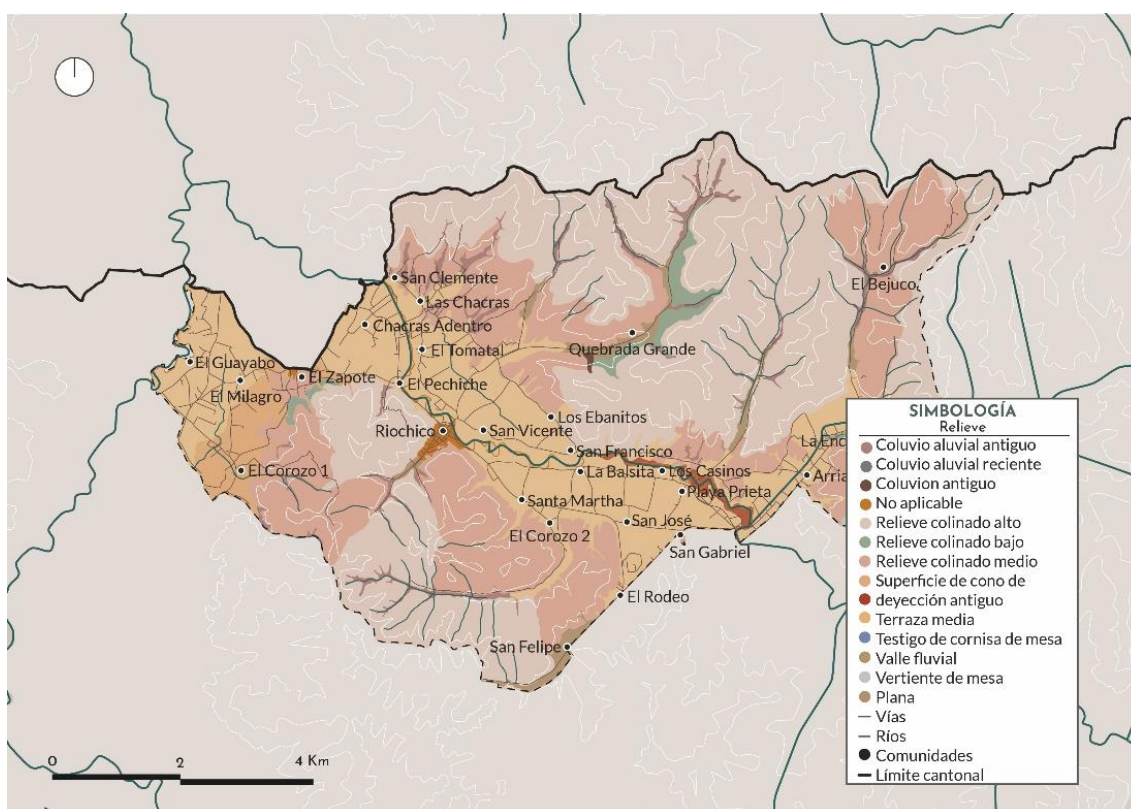 San Clemente
Las Chacras
El Bejuco
Chacras Adentro
Quebrada Grande
El Tomatal
El Guayabo
El Zapote
El Milagro
El Pechiche
Los Ebanitos
Riochico
San Vicente
San Francisco
El Corozo 1
La Balsita
Los Casinos
Playa Prieta
Santa Martha
El Corozo 2
San José
San Gabriel
El Rodeo
San Felipe
La Enc
Arria
SIMBOLOGÍA
Relieve
Coluvio aluvial antiguo
Coluvio aluvial reciente
Coluvion antiguo
No aplicable
Relieve colinado alto
Relieve colinado bajo
Relieve colinado medio
Superficie de cono de
deyección antiguo
Terraza media
Testigo de cornisa de mesa
Valle fluvial
Vertiente de mesa
Plana
Vías
Ríos
Comunidades
Límite cantonal
0 2 4 Km